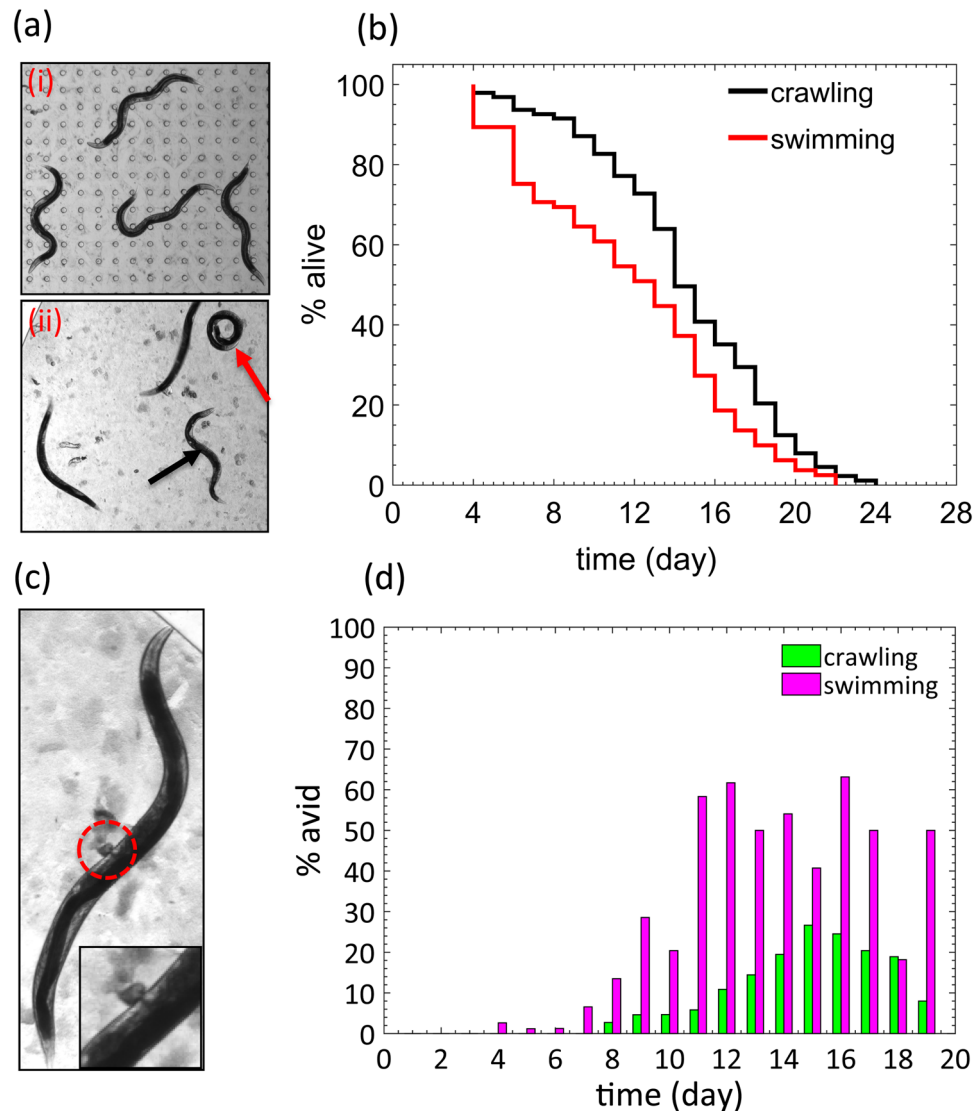 (a)
(i)
(ii)
(b)
100
80
60
40
20
0
% alive
crawling
swimming
0 4 8 12 16 20 24 28
time (day)
(c)
(d)
100
90
80
70
60
50
40
30
20
10
0
% avid
crawling
swimming
0 2 4 6 8 10 12 14 16 18 20
time (day)